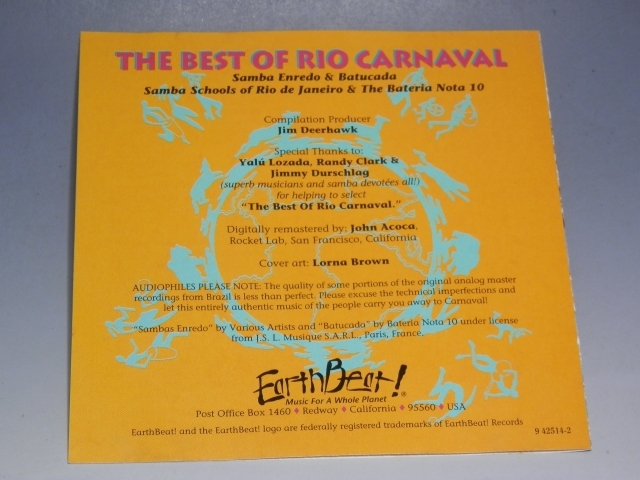 THE BEST OF RIO CARNAVAL
Samba Enredo & Batucada
Samba Schools of Rio de Janeiro & The Bateria Nota 10
Compilation Producer
Jim Deerhawk
Special Thanks to:
Yalú Lozada, Randy Clark &
Jimmy Durschlag
(superb musicians and samba devotées all!)
for helping to select
"The Best Of Rio Carnaval."
Digitally remastered by: John Acoca,
Rocket Lab, San Francisco, California
Cover art: Lorna Brown
AUDIOPHILES PLEASE NOTE: The quality of some portions of the original analog master
recordings from Brazil is less than perfect. Please excuse the technical imperfections and
let this entirely authentic music of the people carry you away to Carnaval!
"Sambas Enredo" by Various Artists and "Batucada" by Bateria Nota 10 under license
from J.S. L. Musique S.A.R.L., Paris, France.
EarthBeat!®
Music For A Whole Planet
Post Office Box 1460 ♦ Redway ♦ California ♦ 95560 ♦ USA
EarthBeat! and the EarthBeat! logo are federally registered trademarks of EarthBeat! Records
9 42514-2